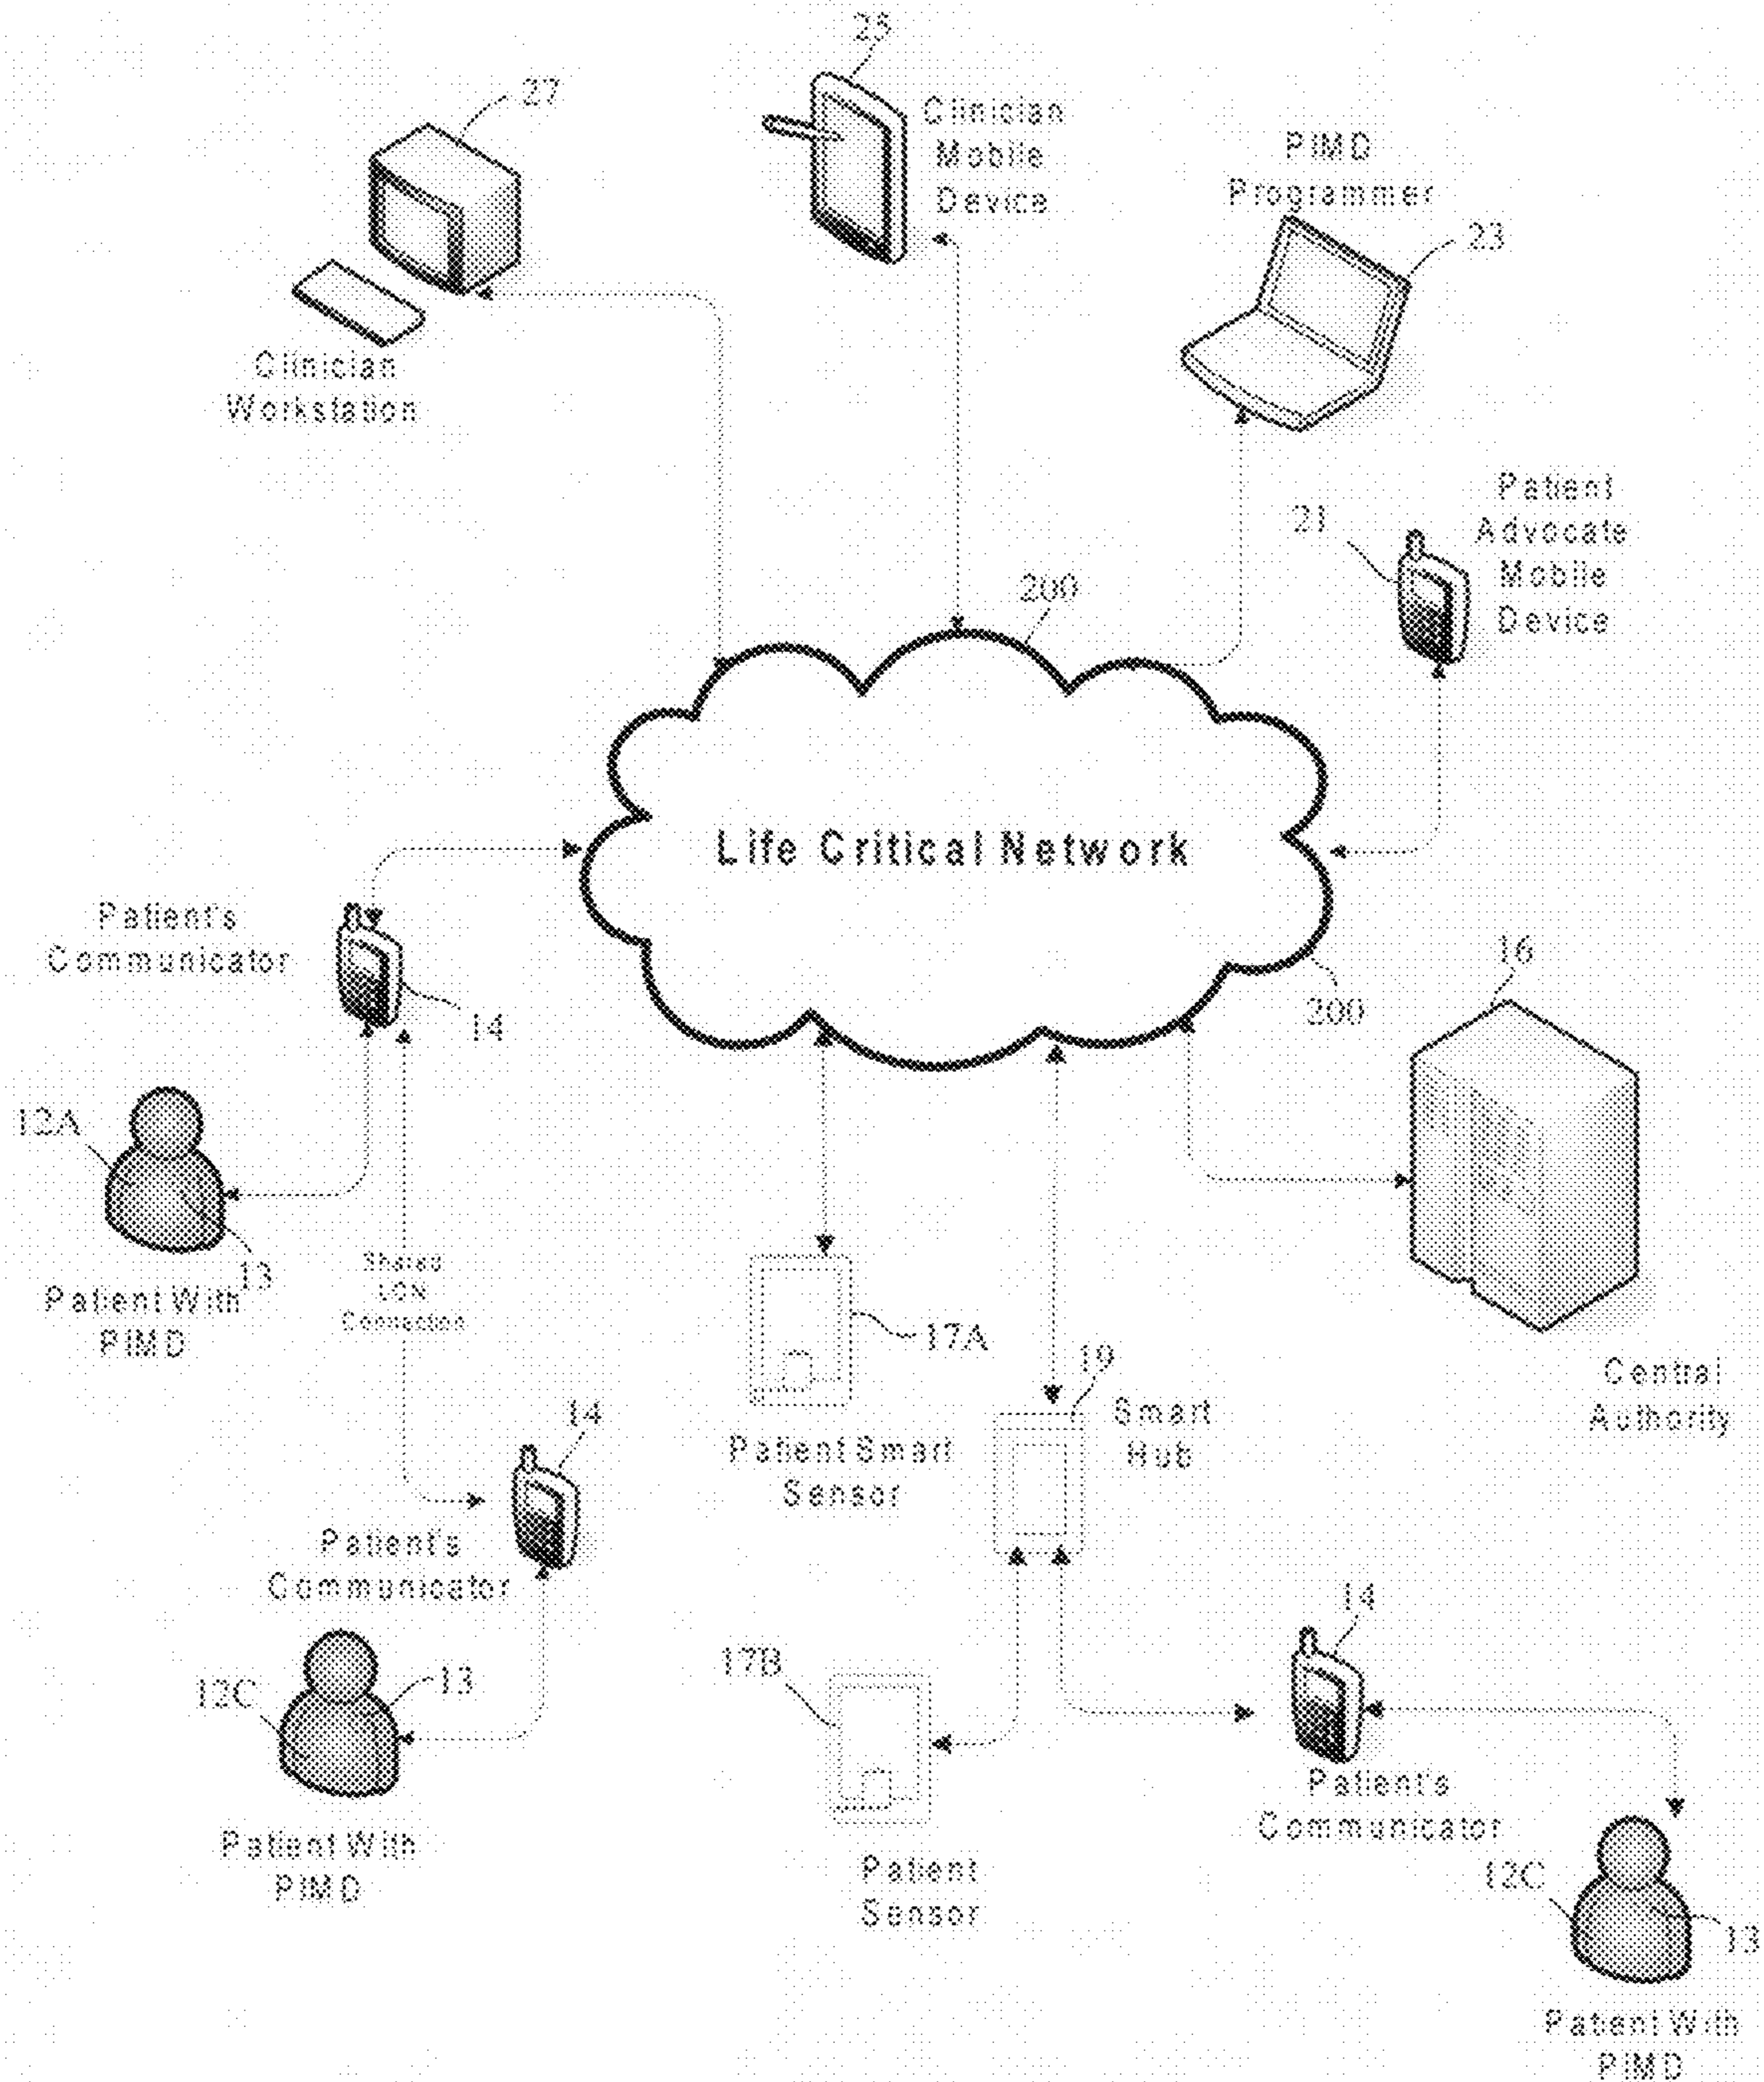 25
27
Clinician
Mobile
Device
PIMD
Programmer
23
Clinician
Workstation
Patient
Advocate
Mobile
Device
21
200
Life Critical Network
Patient's
Communicator
14
16
200
12A
13
Patient With
PIMD
Shared
LCN
Connection
17A
Patient Smart
Sensor
19
Smart
Hub
Central
Authority
14
Patient's
Communicator
12C
13
Patient With
PIMD
17B
Patient
Sensor
14
Patient's
Communicator
12C
13
Patient With
PIMD